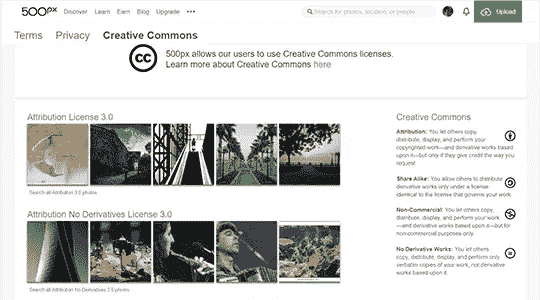 500px Discover Learn Earn Blog Upgrade ••• Search for photos, location, or people Upload
Terms Privacy Creative Commons
cc
500px allows our users to use Creative Commons licenses.
Learn more about Creative Commons here
Attribution License 3.0
Search all Attribution 3.0 photos
Attribution No Derivatives License 3.0
Search all Attribution No Derivatives 3.0 photos
Creative Commons
Attribution: You let others copy,
distribute, display, and perform your
copyrighted work—and derivative works based
upon it—but only if they give credit the way you
request.
Share Alike: You allow others to distribute
derivative works only under a license
identical to the license that governs your work.
Non-Commercial: You let others copy,
distribute, display, and perform your work
—and derivative works based upon it—but for
non-commercial purposes only.
No Derivative Works: You let others
copy, distribute, display, and perform only
verbatim copies of your work, not derivative
works based upon it.